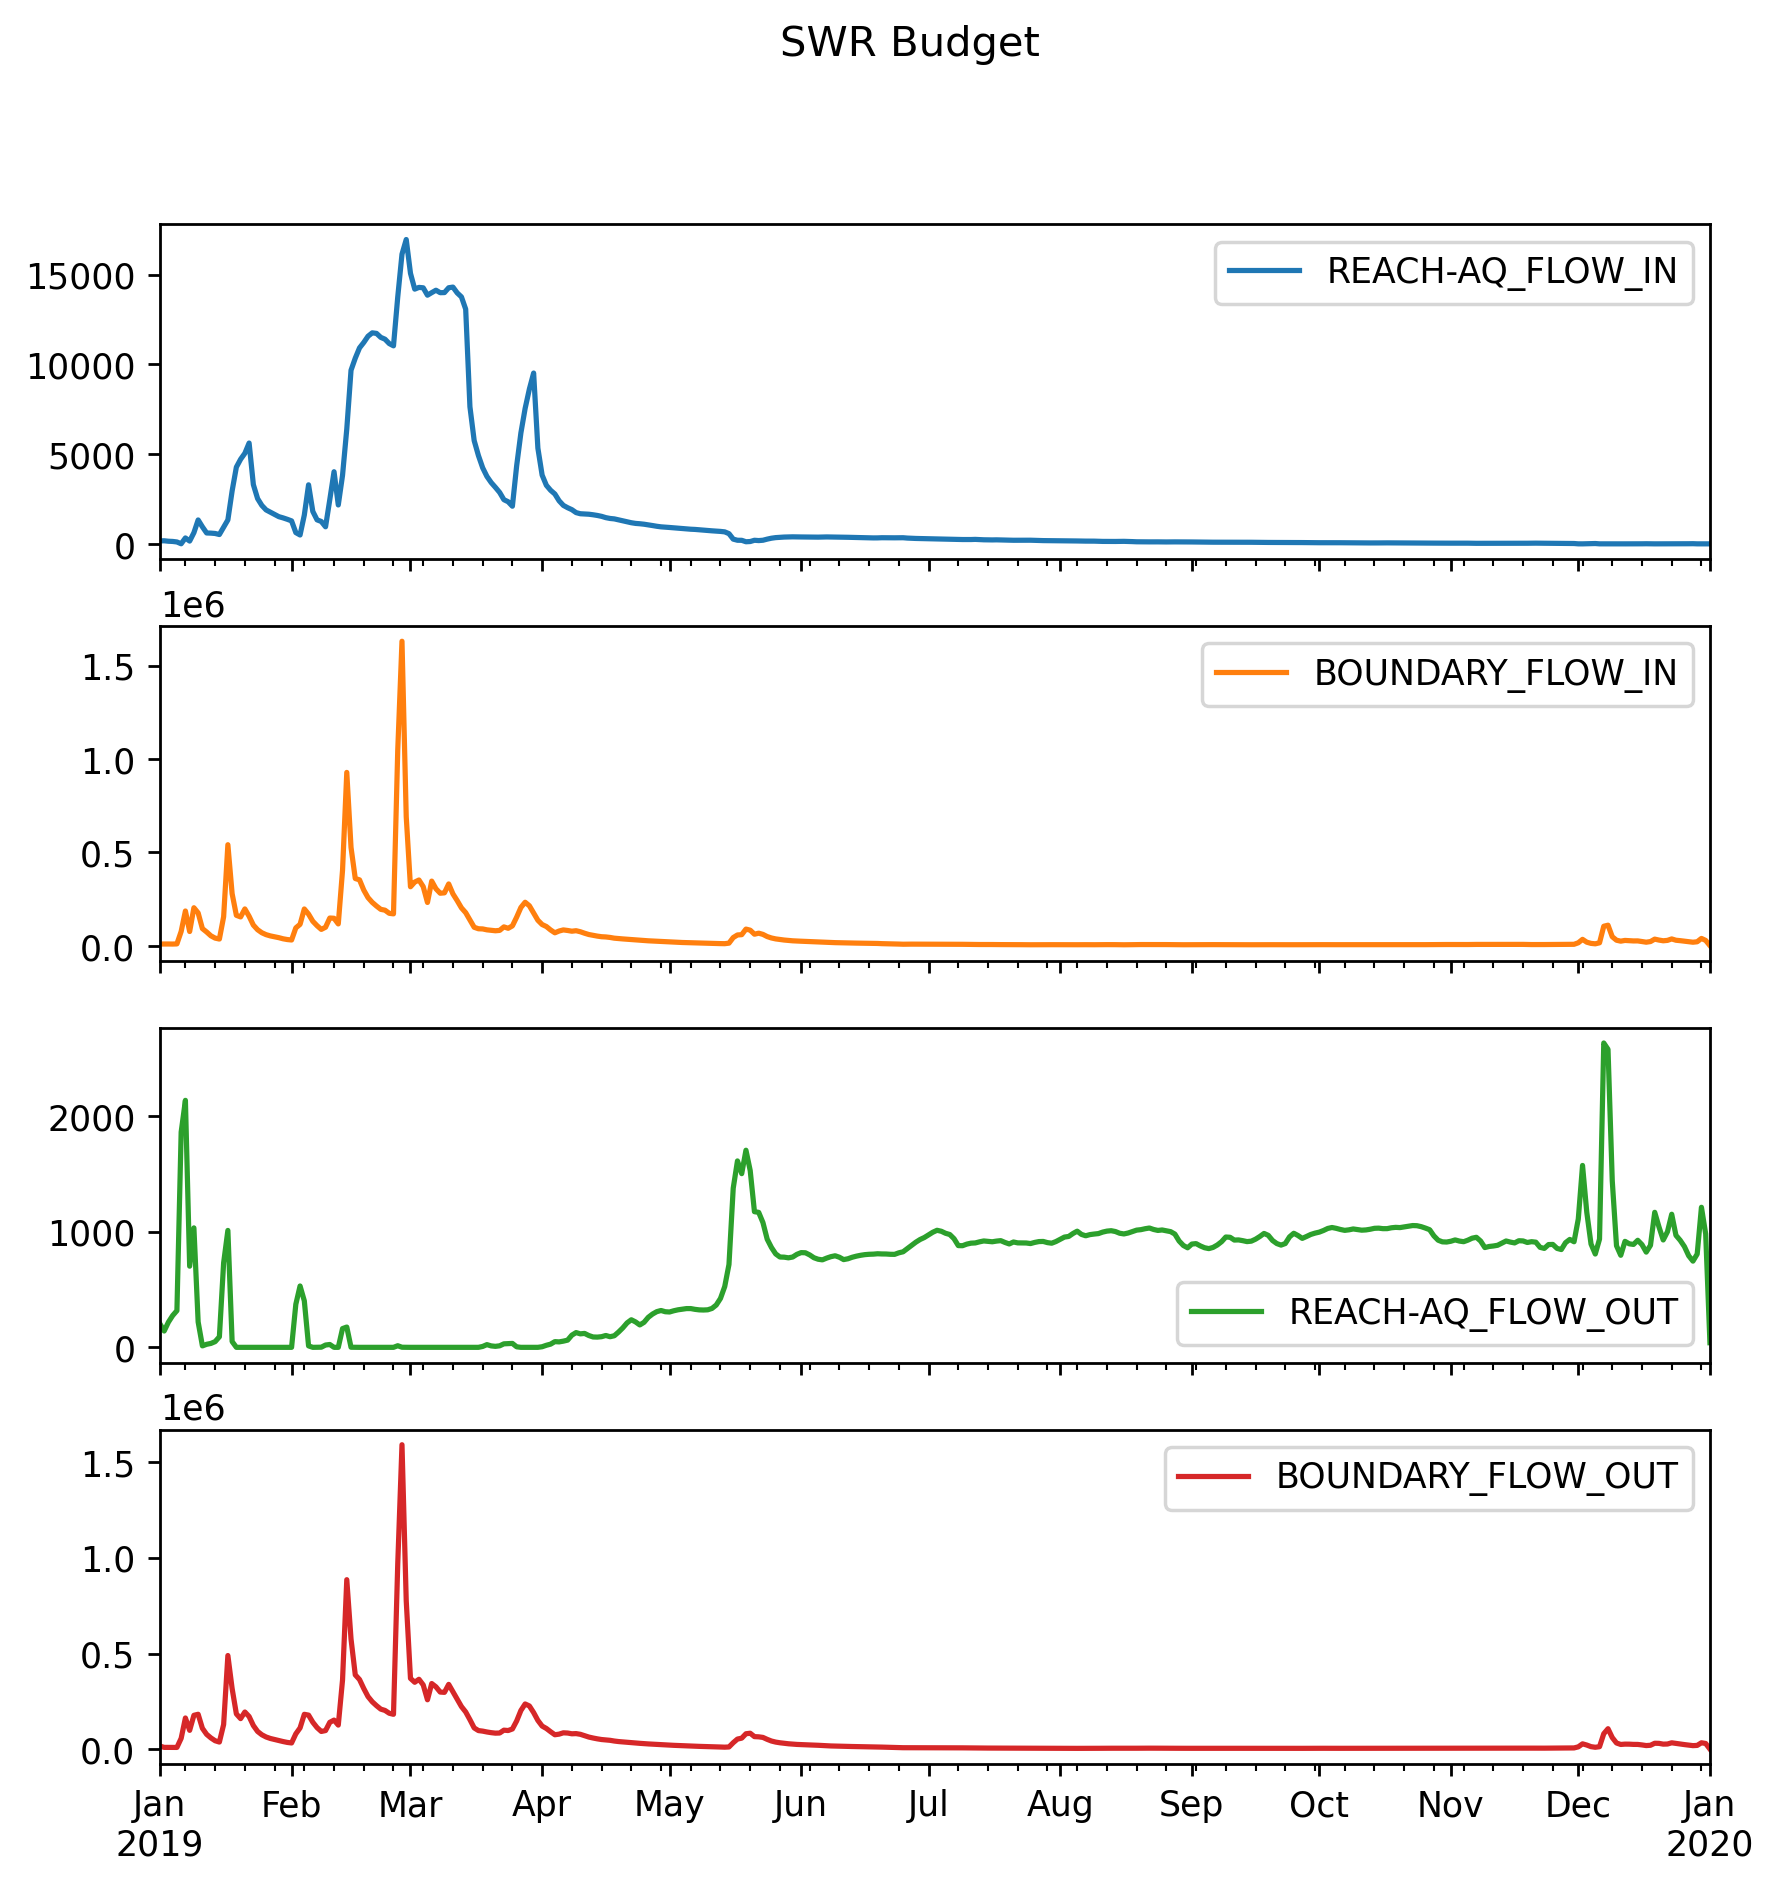 SWR Budget
15000
10000
5000
0
REACH-AQ_FLOW_IN
1e6
1.5
1.0
0.5
0.0
BOUNDARY_FLOW_IN
2000
1000
0
REACH-AQ_FLOW_OUT
1e6
1.5
1.0
0.5
0.0
BOUNDARY_FLOW_OUT
Jan Feb Mar Apr May Jun Jul Aug Sep Oct Nov Dec Jan
2019 2020